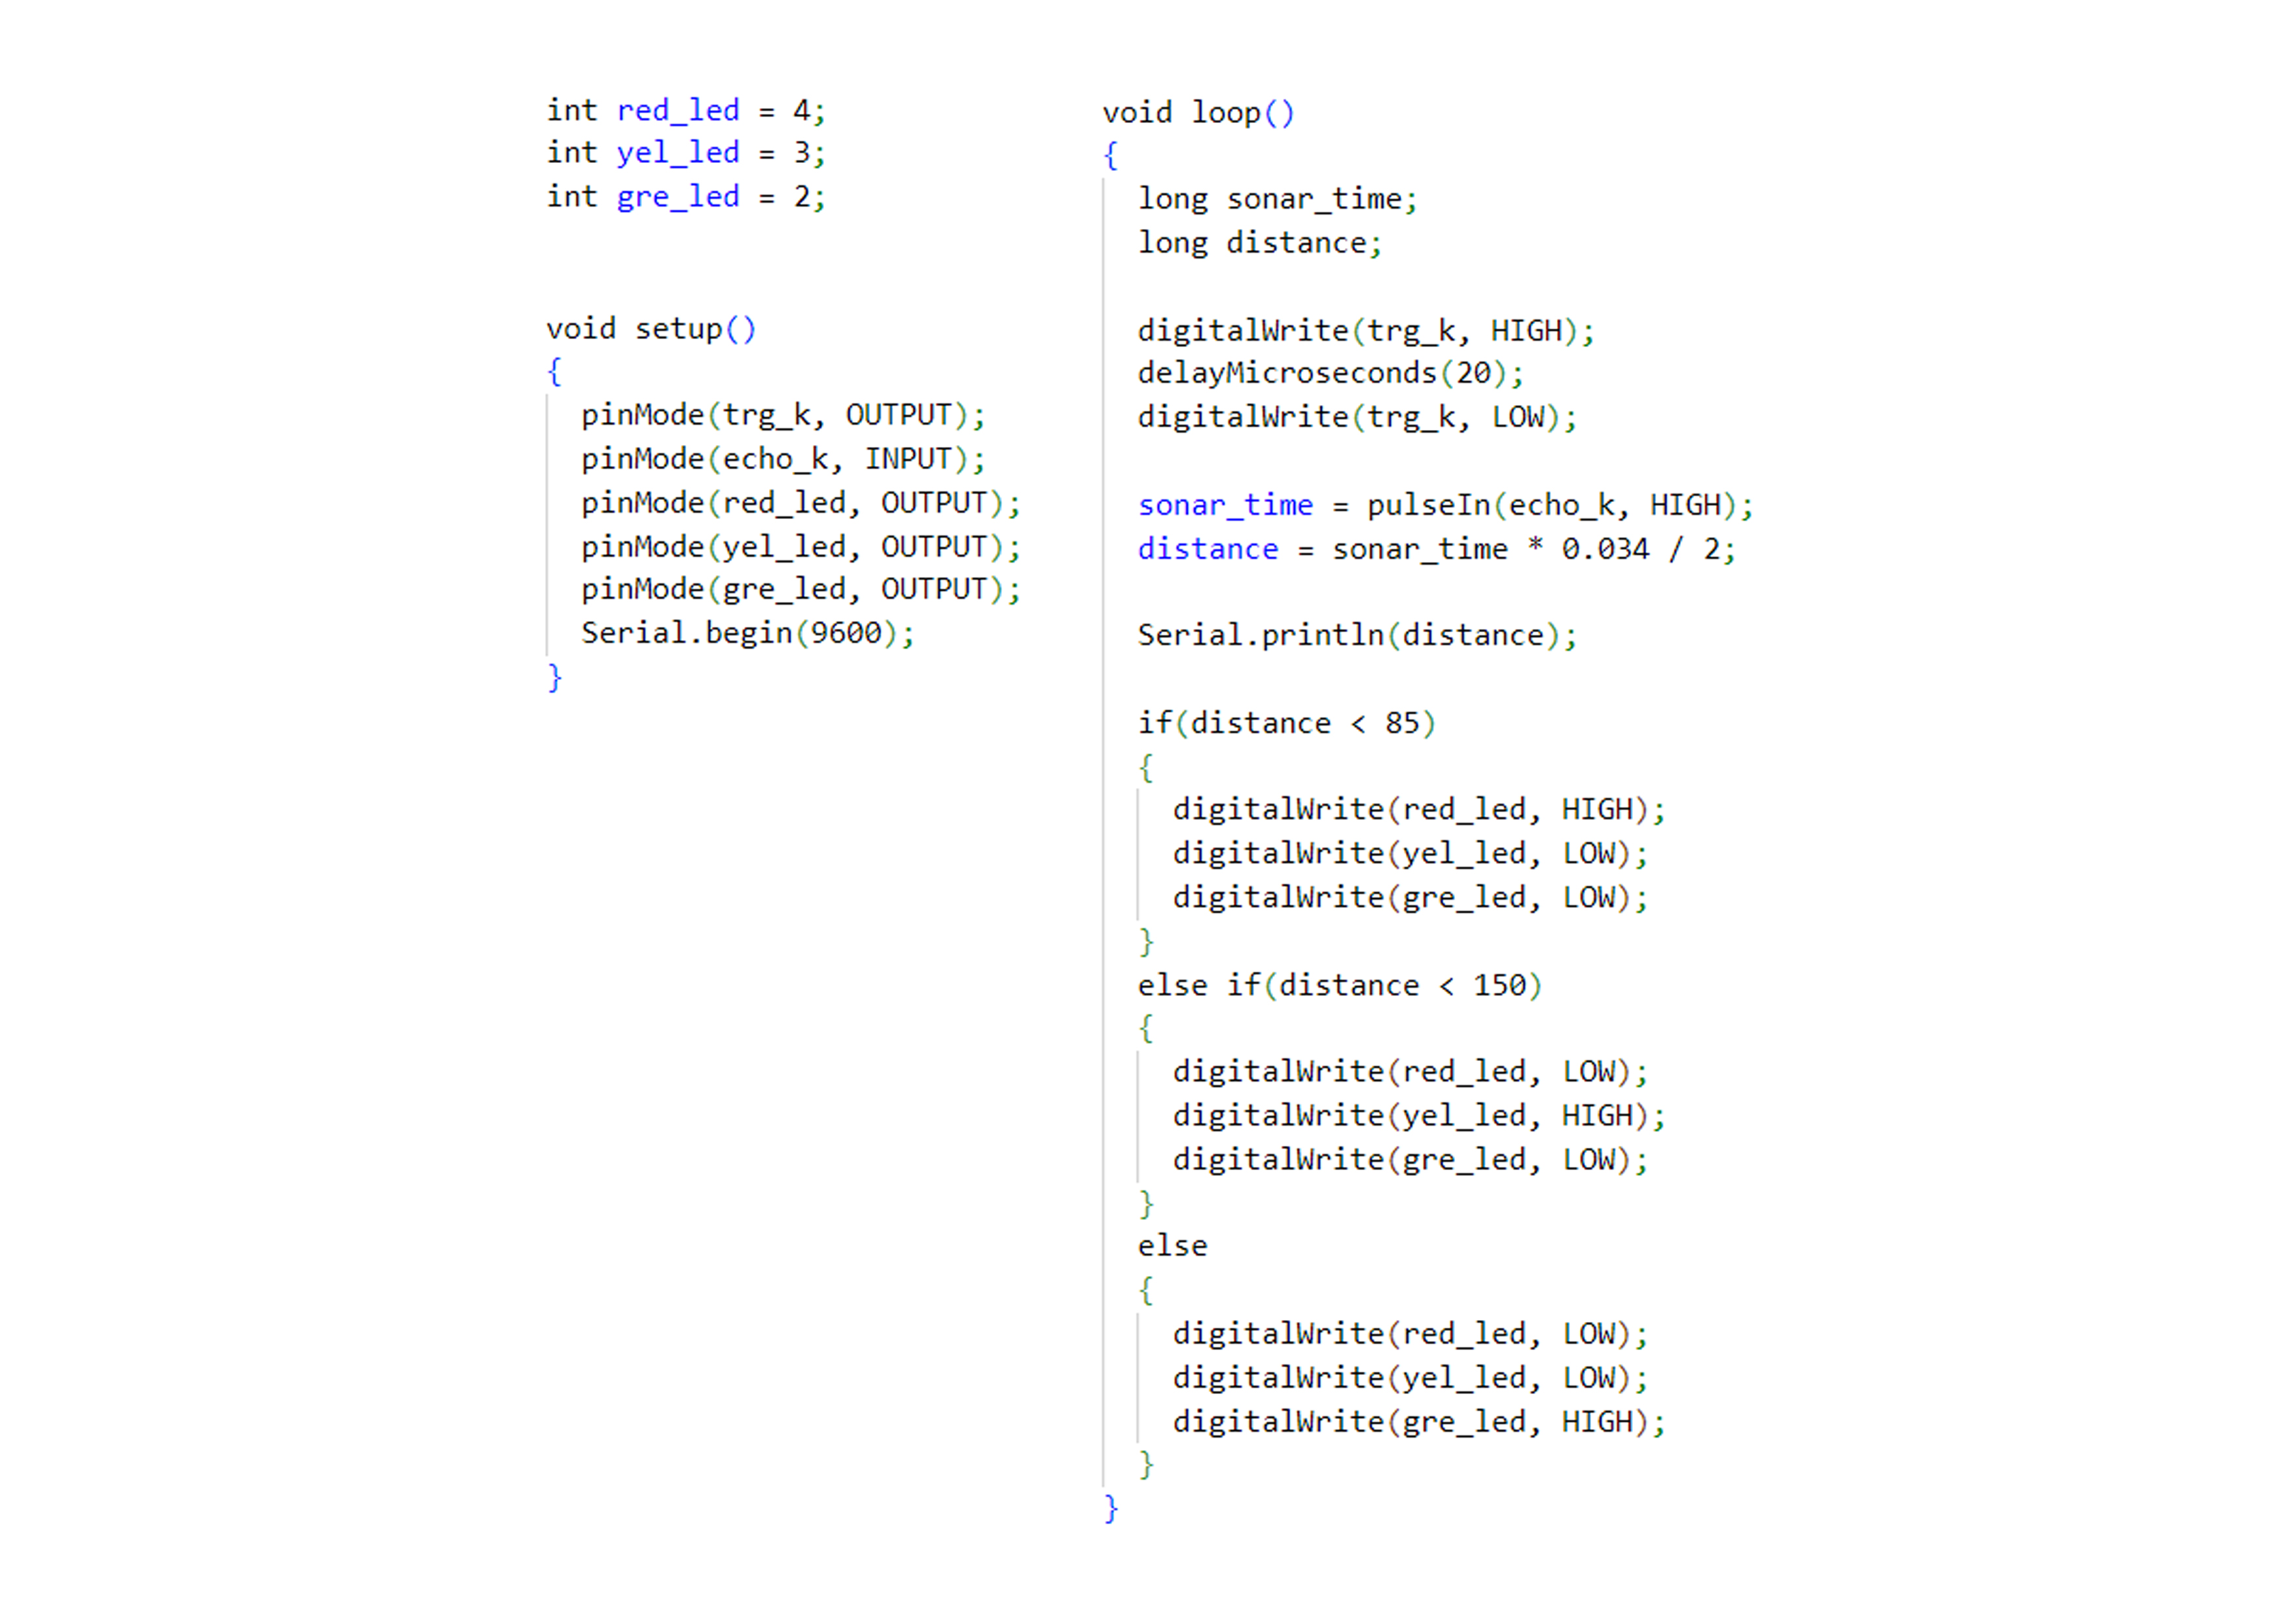 int red_led = 4;
int yel_led = 3;
int gre_led = 2;
void setup()
{
pinMode(trg_k, OUTPUT);
pinMode(echo_k, INPUT);
pinMode(red_led, OUTPUT);
pinMode(yel_led, OUTPUT);
pinMode(gre_led, OUTPUT);
Serial.begin(9600);
}
void loop()
{
long sonar_time;
long distance;
digitalWrite(trg_k, HIGH);
delayMicroseconds(20);
digitalWrite(trg_k, LOW);
sonar_time = pulseIn(echo_k, HIGH);
distance = sonar_time * 0.034 / 2;
Serial.println(distance);
if(distance < 85)
{
digitalWrite(red_led, HIGH);
digitalWrite(yel_led, LOW);
digitalWrite(gre_led, LOW);
}
else if(distance < 150)
{
digitalWrite(red_led, LOW);
digitalWrite(yel_led, HIGH);
digitalWrite(gre_led, LOW);
}
else
{
digitalWrite(red_led, LOW);
digitalWrite(yel_led, LOW);
digitalWrite(gre_led, HIGH);
}
}